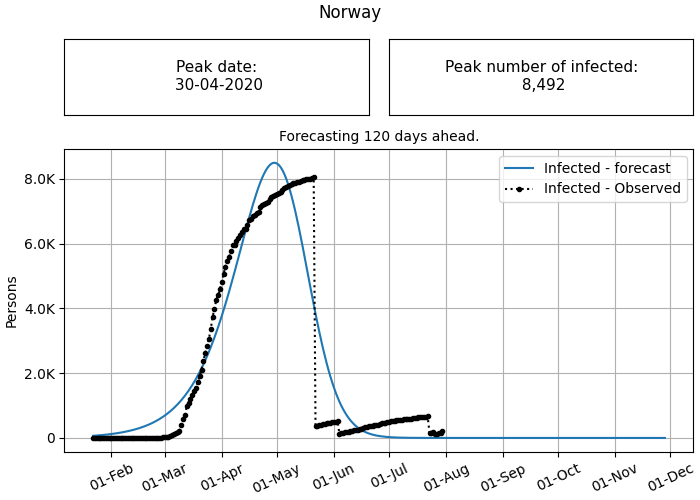 Norway
Peak date:
30-04-2020
Peak number of infected:
8,492
Forecasting 120 days ahead.
Infected - forecast
Infected - Observed
8.0K
6.0K
4.0K
2.0K
0
Persons
01-Feb
01-Mar
01-Apr
01-May
01-Jun
01-Jul
01-Aug
01-Sep
01-Oct
01-Nov
01-Dec